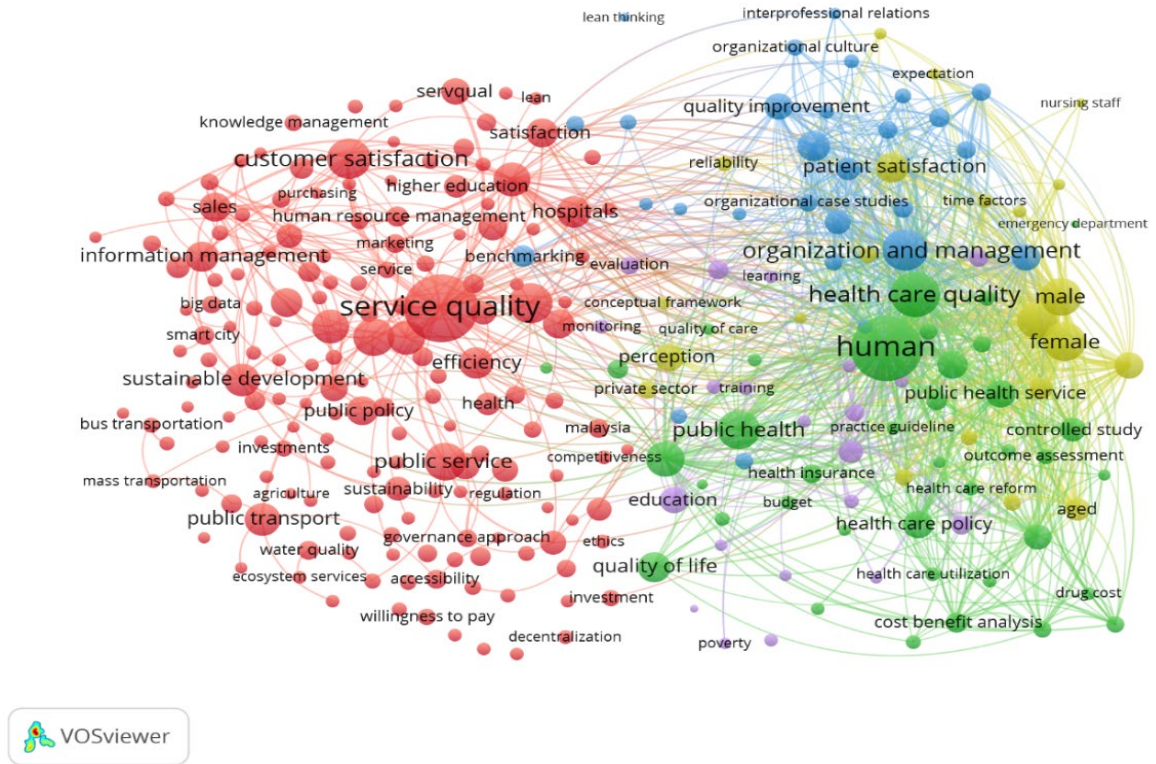 interprofessional relations
lean thinking
organizational culture
expectation
servqual
lean
quality improvement
nursing staff
knowledge management
satisfaction
customer satisfaction
reliability
patient satisfaction
purchasing
higher education
sales
human resource management
hospitals
organizational case studies
time factors
emergency department
marketing
information management
benchmarking
organization and management
service
evaluation
learning
big data
service quality
conceptual framework
health care quality
male
smart city
monitoring
quality of care
human
female
efficiency
perception
sustainable development
private sector
training
public health service
public policy
health
bus transportation
malaysia
public health
practice guideline
controlled study
investments
competitiveness
outcome assessment
public service
mass transportation
health insurance
agriculture
sustainability
regulation
education
budget
health care reform
aged
public transport
health care policy
governance approach
ethics
water quality
quality of life
ecosystem services
accessibility
health care utilization
investment
drug cost
willingness to pay
cost benefit analysis
decentralization
poverty
VOSviewer